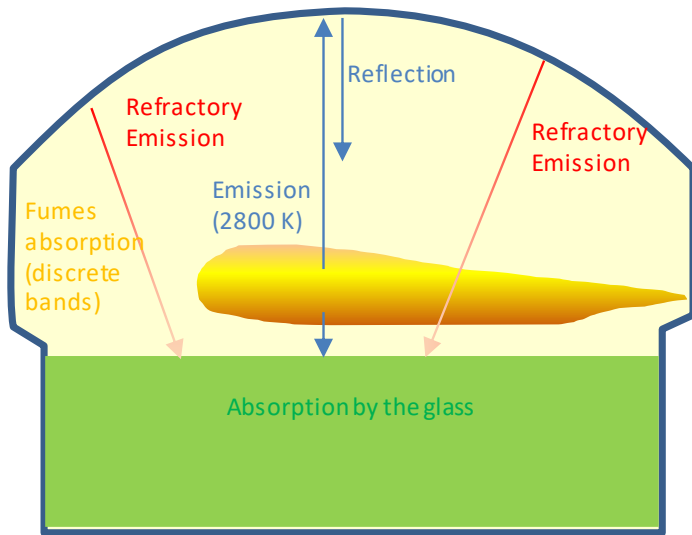 Reflection
Refractory
Emission
Refractory
Emission
Emission
(2800 K)
Fumes
absorption
(discrete
bands)
Absorption by the glass